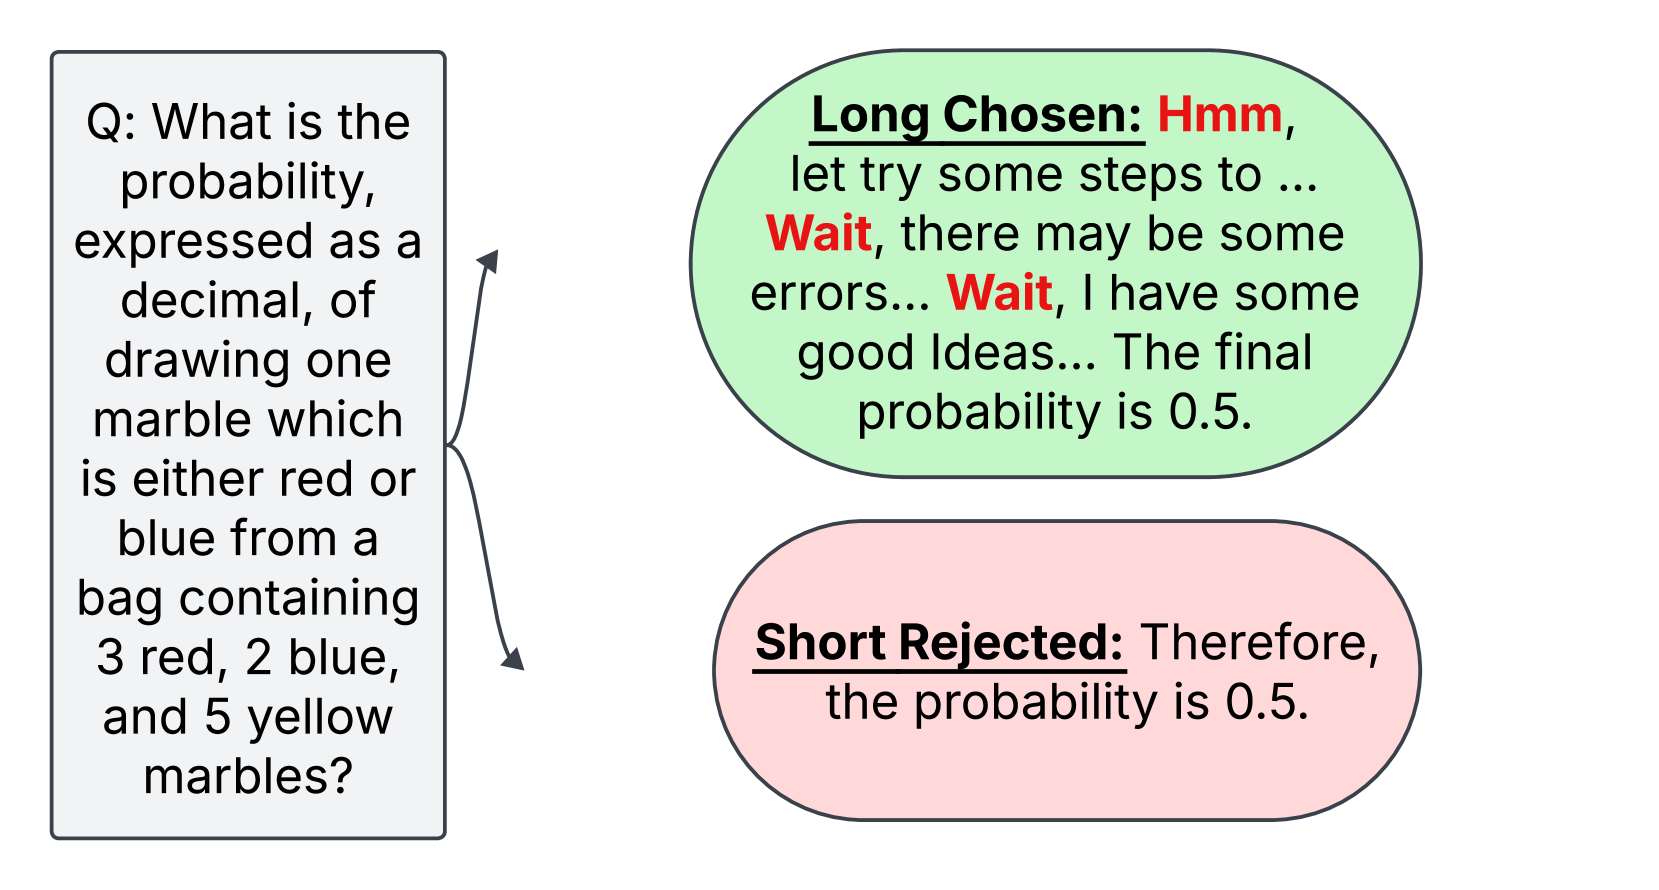 Q: What is the
probability,
expressed as a
decimal, of
drawing one
marble which
is either red or
blue from a
bag containing
3 red, 2 blue,
and 5 yellow
marbles?
Long Chosen: Hmm,
let try some steps to ...
Wait, there may be some
errors... Wait, I have some
good Ideas... The final
probability is 0.5.
Short Rejected: Therefore,
the probability is 0.5.